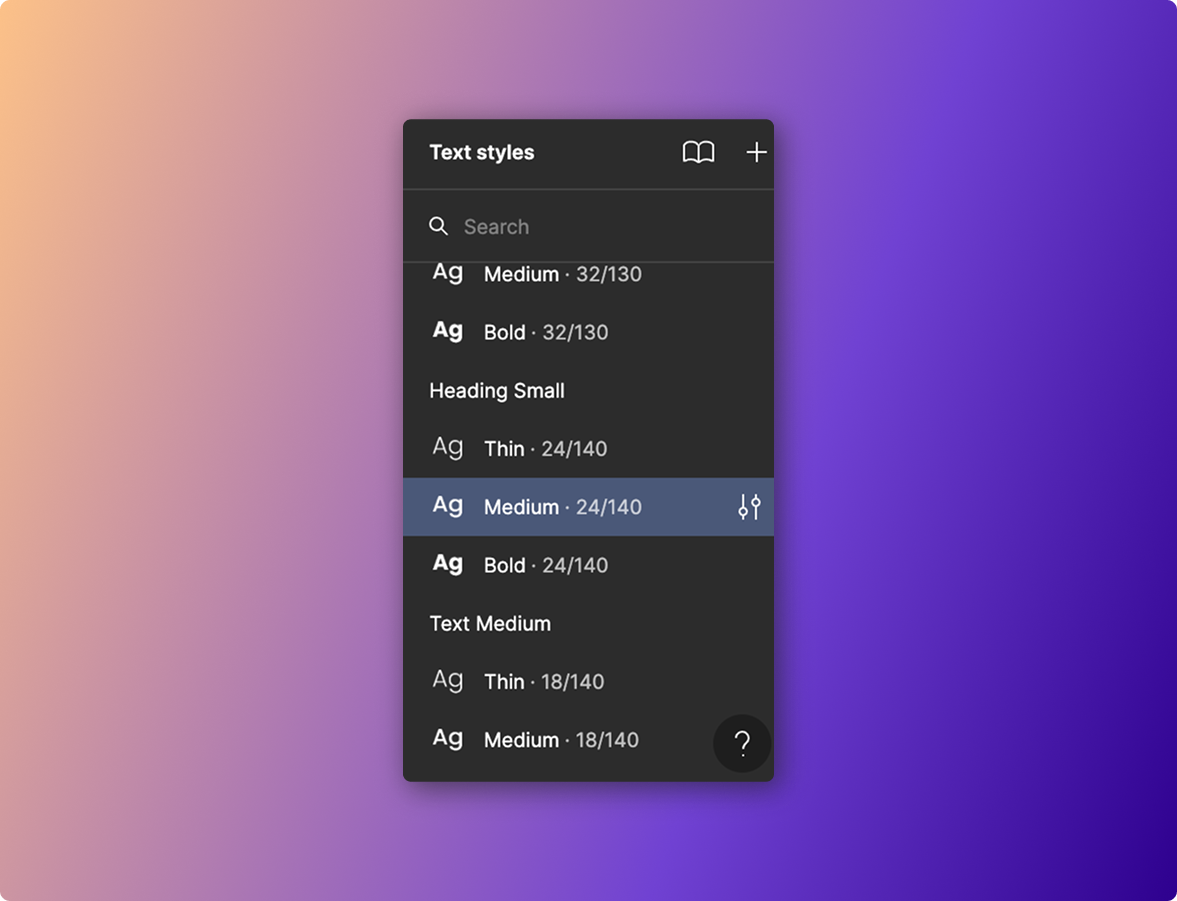 Text styles
Search
Ag Medium · 32/130
Ag Bold · 32/130
Heading Small
Ag Thin · 24/140
Ag Medium · 24/140
Ag Bold · 24/140
Text Medium
Ag Thin · 18/140
Ag Medium · 18/140
?